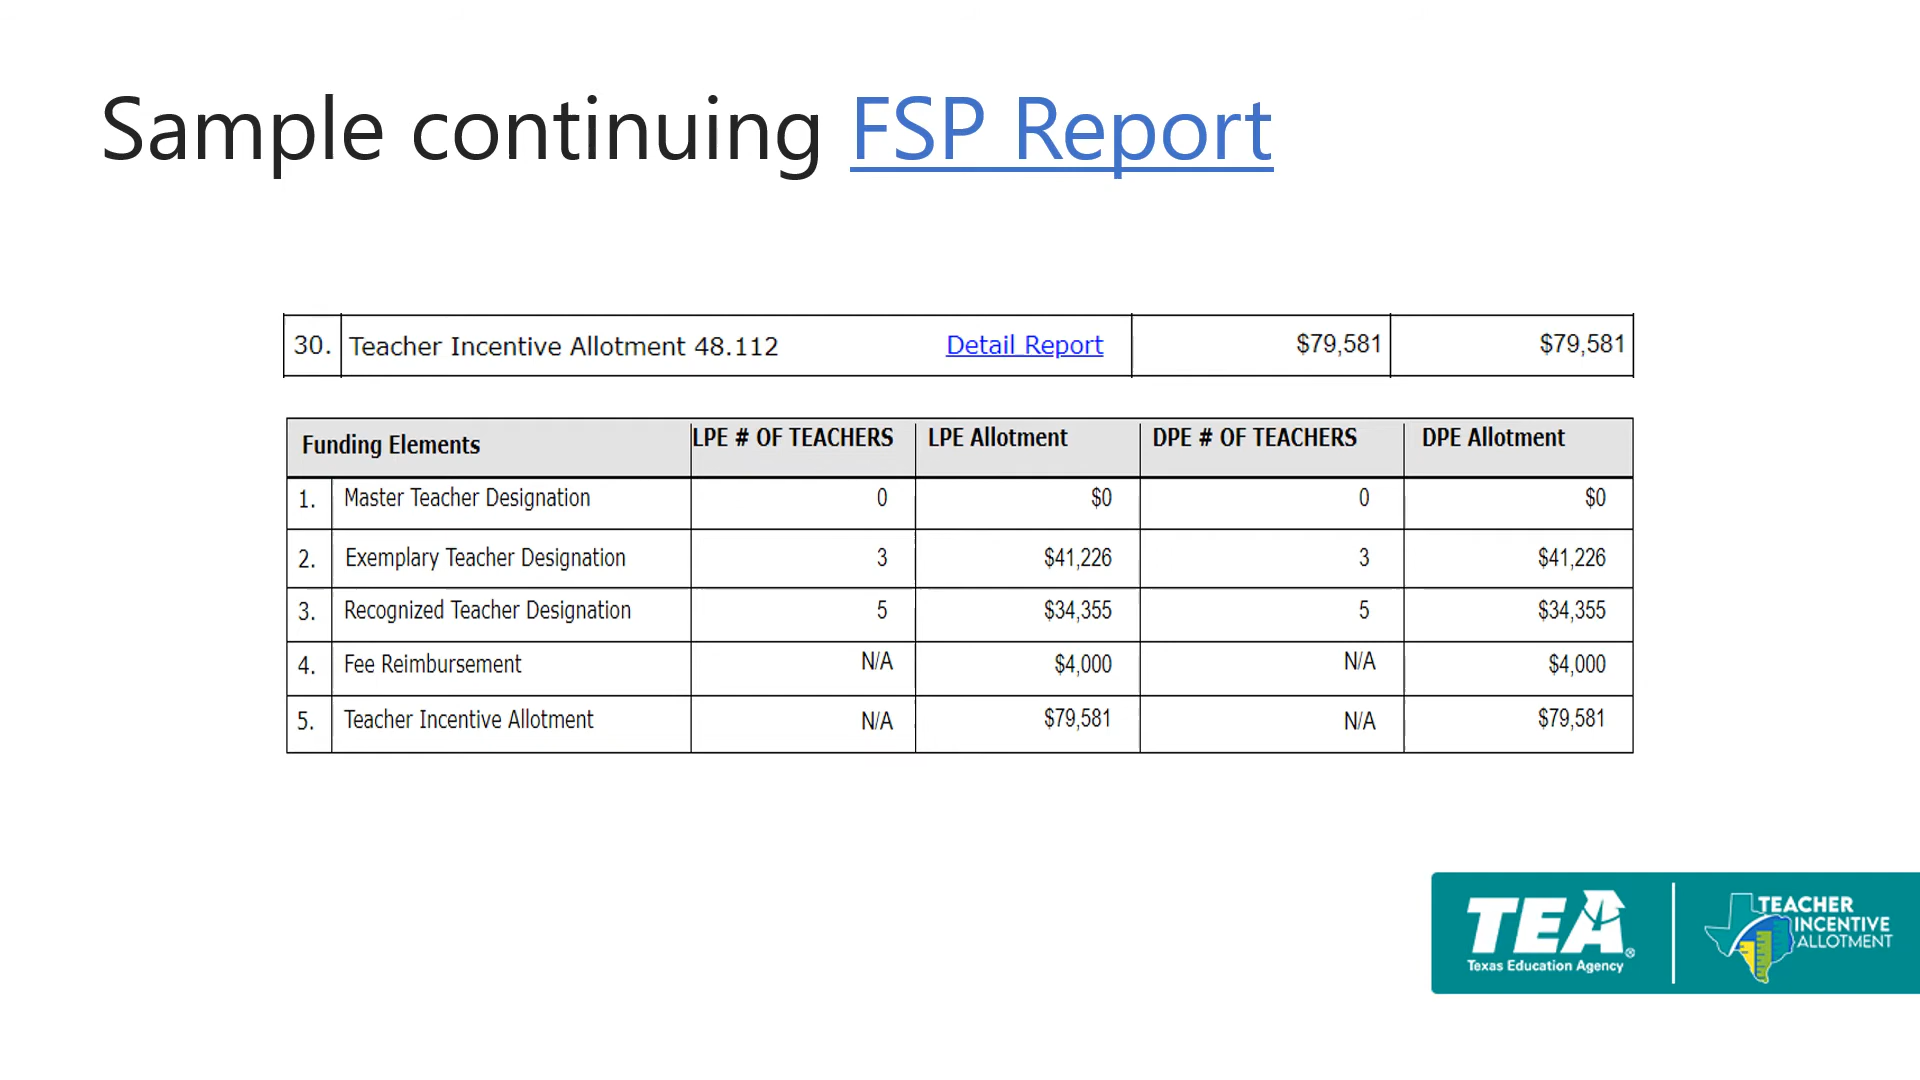 Sample continuing FSP Report
30. Teacher Incentive Allotment 48.112 Detail Report $79,581 $79,581
Funding Elements LPE # OF TEACHERS LPE Allotment DPE # OF TEACHERS DPE Allotment
1. Master Teacher Designation 0 $0 0 $0
2. Exemplary Teacher Designation 3 $41,226 3 $41,226
3. Recognized Teacher Designation 5 $34,355 5 $34,355
4. Fee Reimbursement N/A $4,000 N/A $4,000
5. Teacher Incentive Allotment N/A $79,581 N/A $79,581
TEA®
Texas Education Agency
TEACHER
INCENTIVE
ALLOTMENT